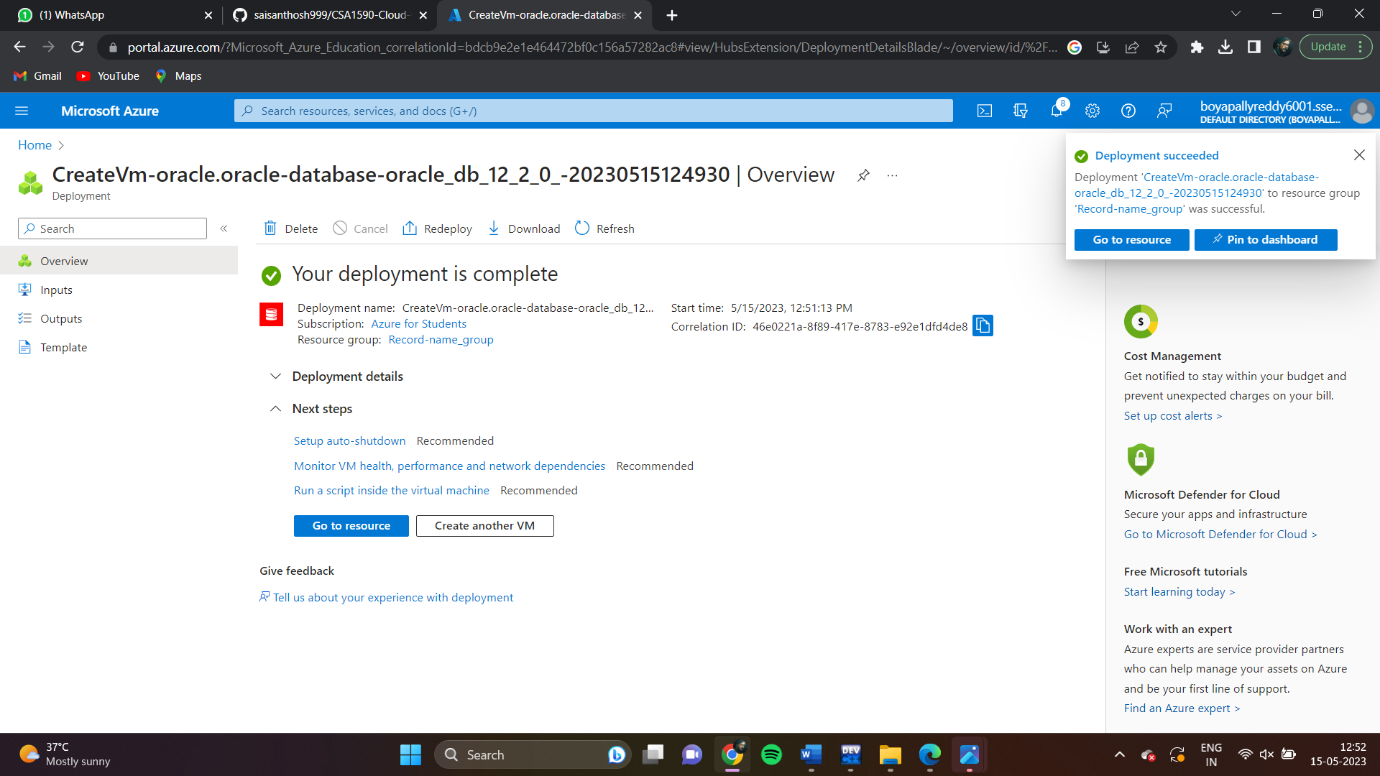 (1) WhatsApp
saisanthosh999/CSA1590-Cloud-
CreateVm-oracle.oracle-database
portal.azure.com/?Microsoft_Azure_Education_correlationId=bdcb9e2e1e464472bf0c156a57282ac8#view/HubsExtension/DeploymentDetailsBlade/~/overview/id/%2F...
Update
Gmail
YouTube
Maps
Microsoft Azure
Search resources, services, and docs (G+/)
8
boyapallyreddy6001.sse...
DEFAULT DIRECTORY (BOYAPALL...
Home
CreateVm-oracle.oracle-database-oracle_db_12_2_0_-20230515124930 | Overview
Deployment
Deployment succeeded
Deployment 'CreateVm-oracle.oracle-database-
oracle_db_12_2_0_-20230515124930' to resource group
'Record-name_group' was successful.
Go to resource
Pin to dashboard
Search
Delete
Cancel
Redeploy
Download
Refresh
Overview
Inputs
Outputs
Template
Your deployment is complete
Deployment name: CreateVm-oracle.oracle-database-oracle_db_12...
Subscription: Azure for Students
Resource group: Record-name_group
Start time: 5/15/2023, 12:51:13 PM
Correlation ID: 46e0221a-8f89-417e-8783-e92e1dfd4de8
Deployment details
Next steps
Setup auto-shutdown Recommended
Monitor VM health, performance and network dependencies Recommended
Run a script inside the virtual machine Recommended
Go to resource
Create another VM
Give feedback
Tell us about your experience with deployment
$
Cost Management
Get notified to stay within your budget and
prevent unexpected charges on your bill.
Set up cost alerts >
Microsoft Defender for Cloud
Secure your apps and infrastructure
Go to Microsoft Defender for Cloud >
Free Microsoft tutorials
Start learning today >
Work with an expert
Azure experts are service provider partners
who can help manage your assets on Azure
and be your first line of support.
Find an Azure expert >
37°C
Mostly sunny
Search
DEV
ENG
IN
12:52
15-05-2023